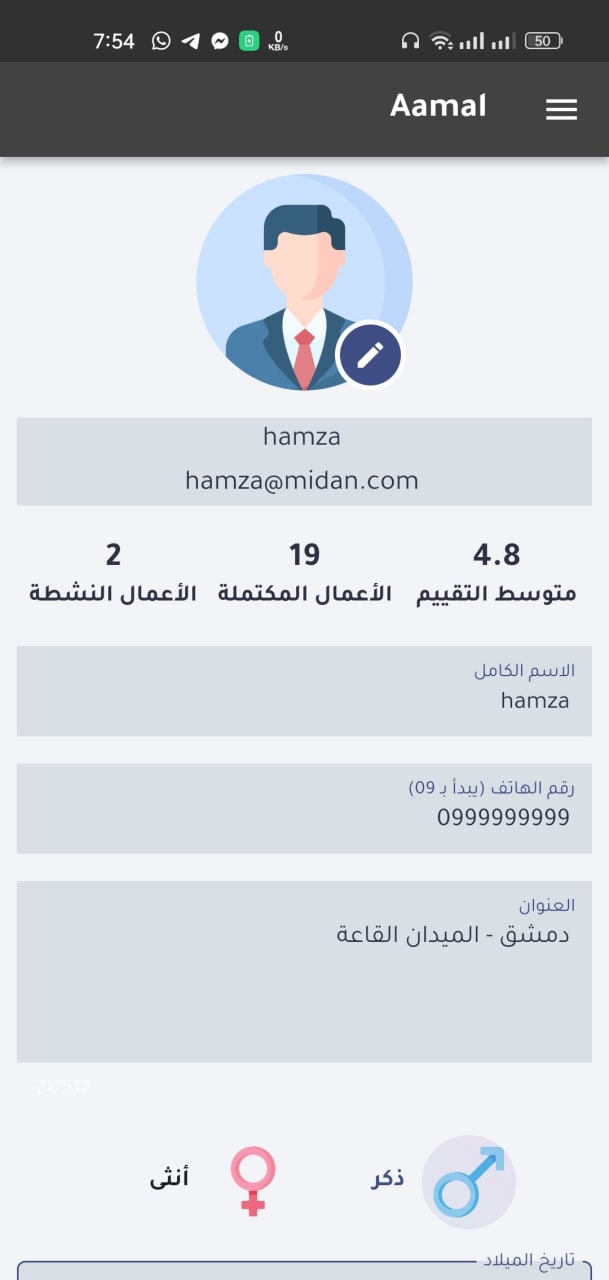 7:54
0
KB/s
50
Aamal
hamza
hamza@midan.com
4.8
متوسط التقييم
19
الأعمال المكتملة
2
الأعمال النشطة
الاسم الكامل
hamza
رقم الهاتف (يبدأ بـ 09)
0999999999
العنوان
دمشق - الميدان القاعة
21/512
ذكر
أنثى
تاريخ الميلاد